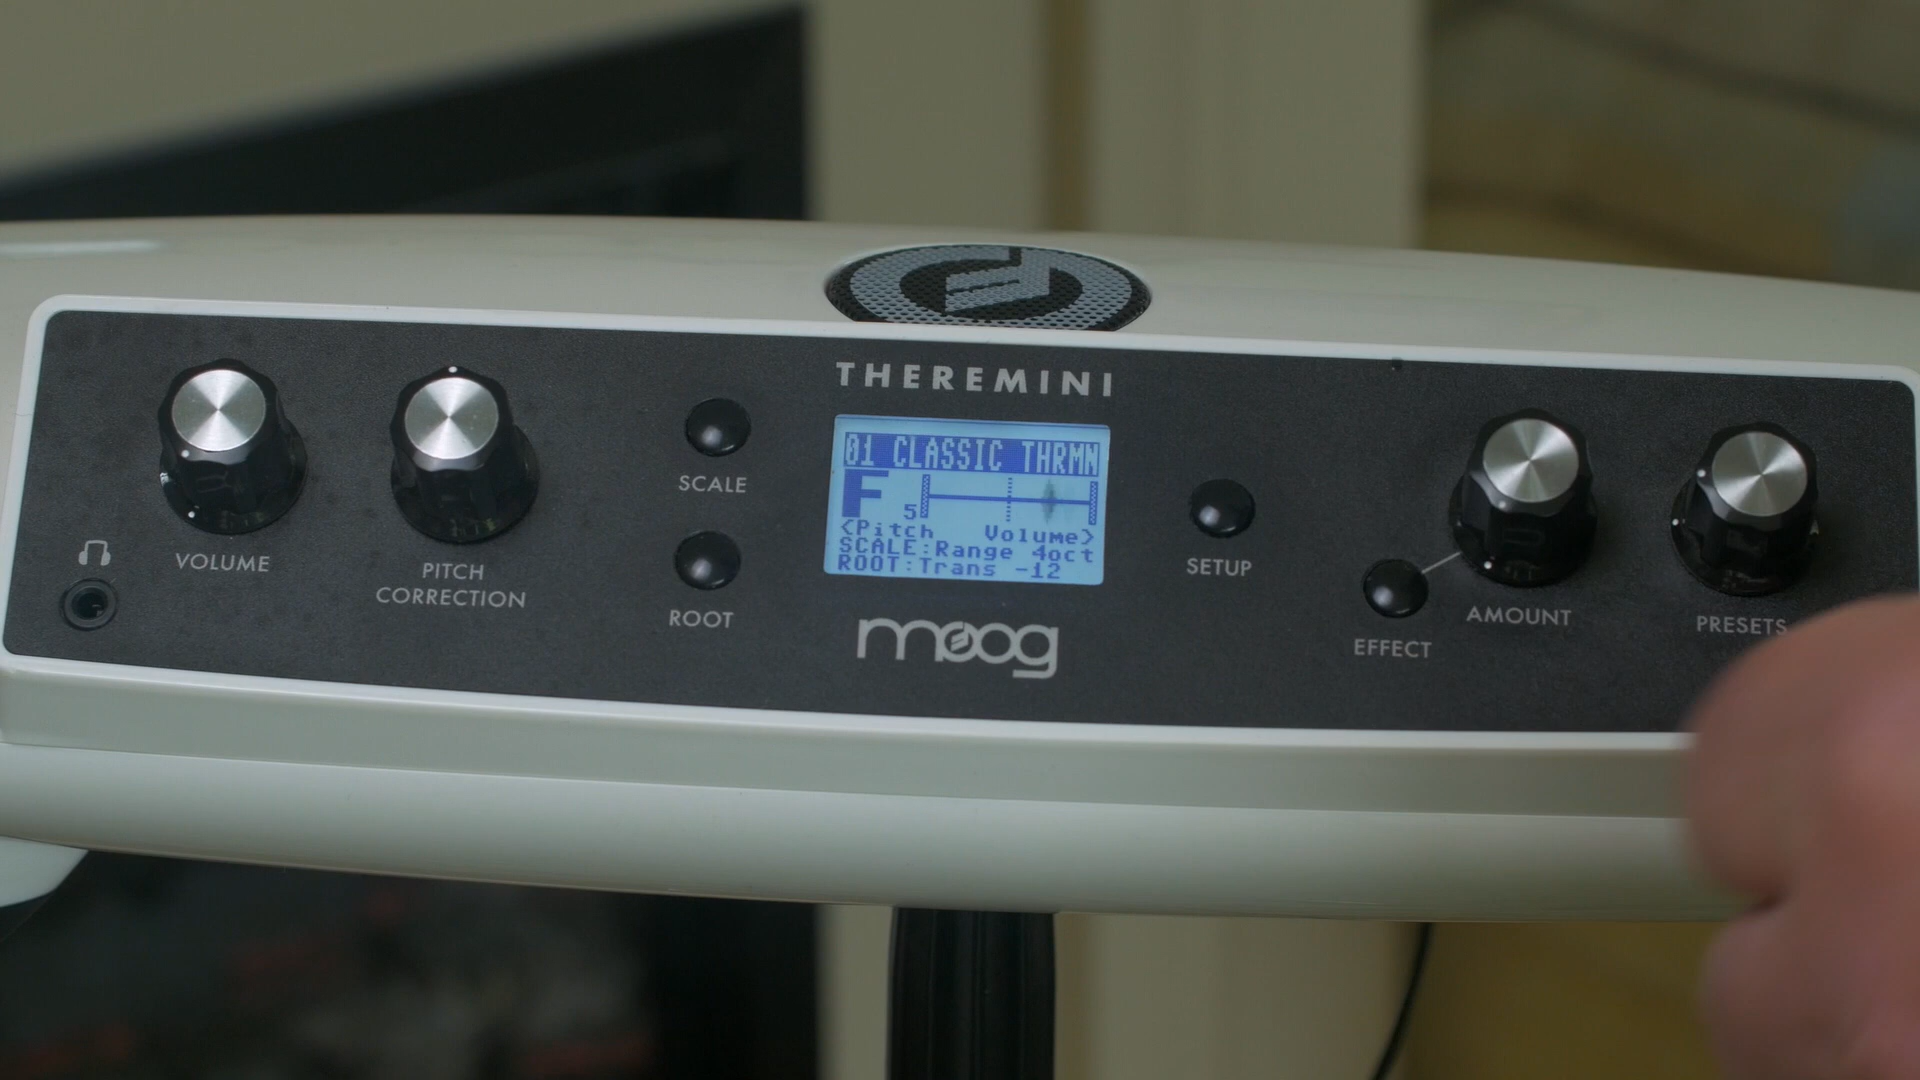 THEREMINI
01 CLASSIC THRMN
F 5
<Pitch Volume>
SCALE:Range 4oct
ROOT:Trans -12
moog
VOLUME
PITCH
CORRECTION
SCALE
ROOT
SETUP
EFFECT
AMOUNT
PRESETS